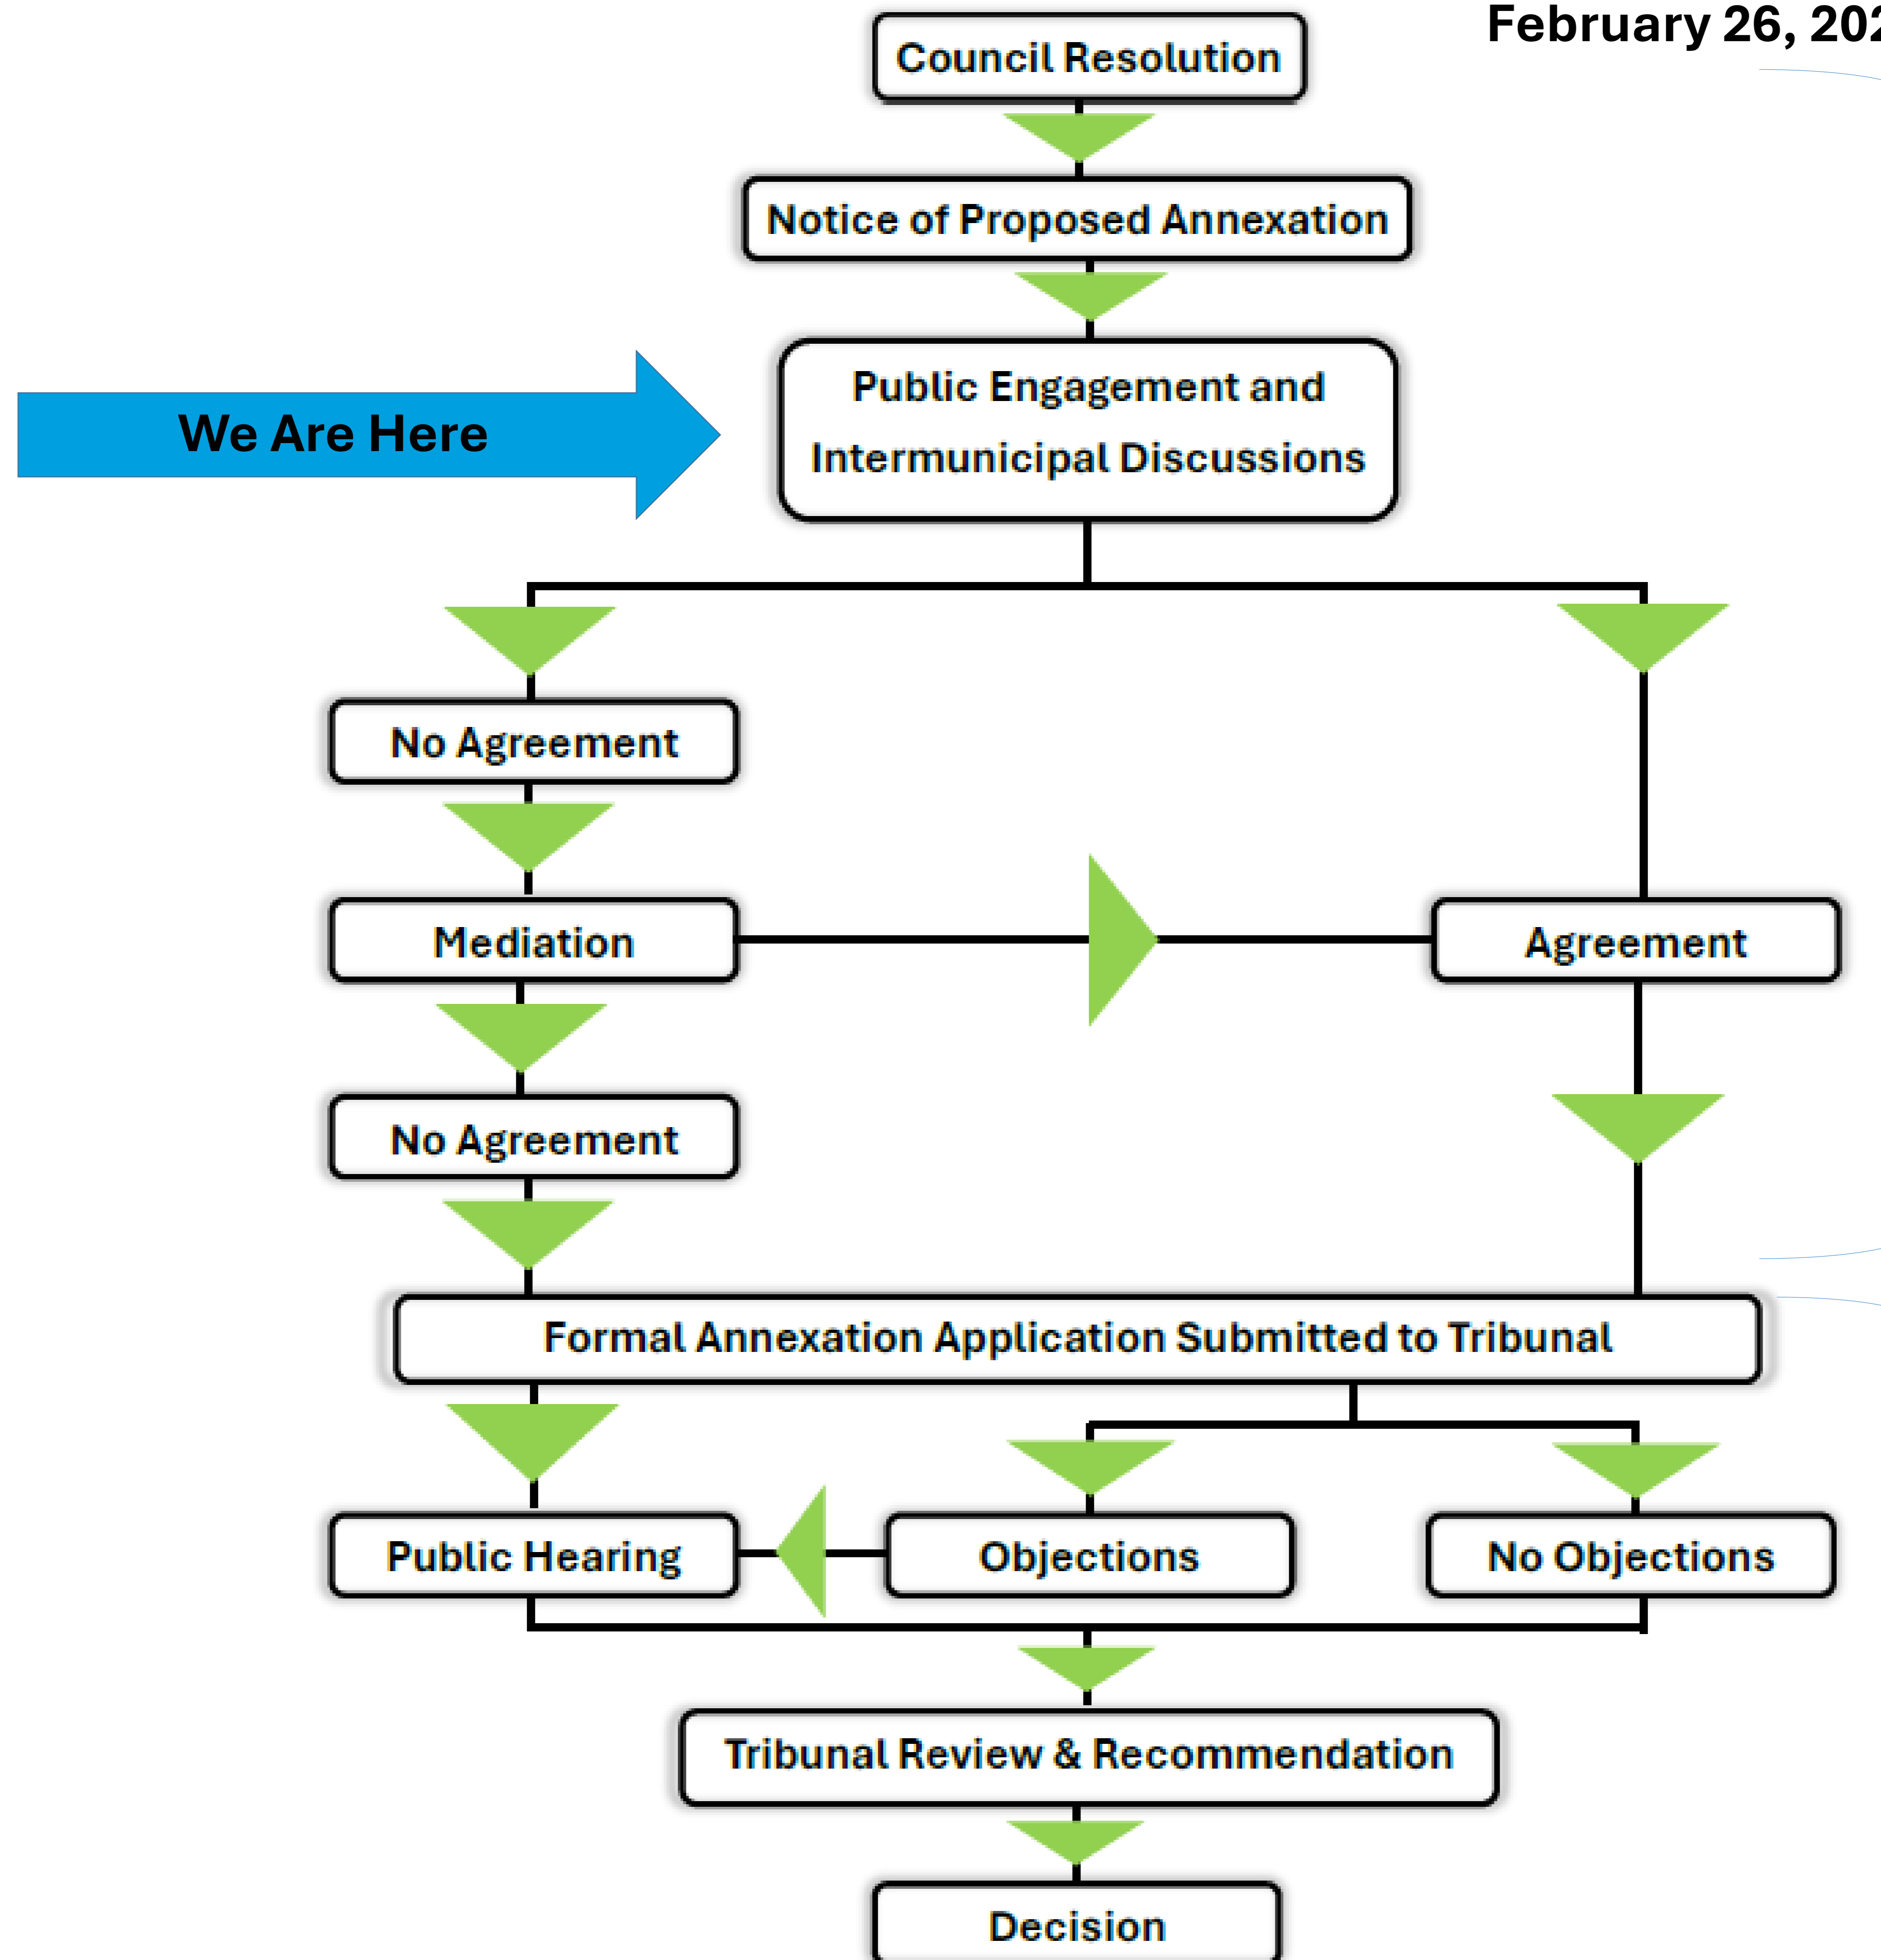 February 26,
Council Resolution
Notice of Proposed Annexation
Public Engagement and
Intermunicipal Discussions
We Are Here
No Agreement
Mediation
Agreement
No Agreement
Formal Annexation Application Submitted to Tribunal
Public Hearing
Objections
No Objections
Tribunal Review & Recommendation
Decision